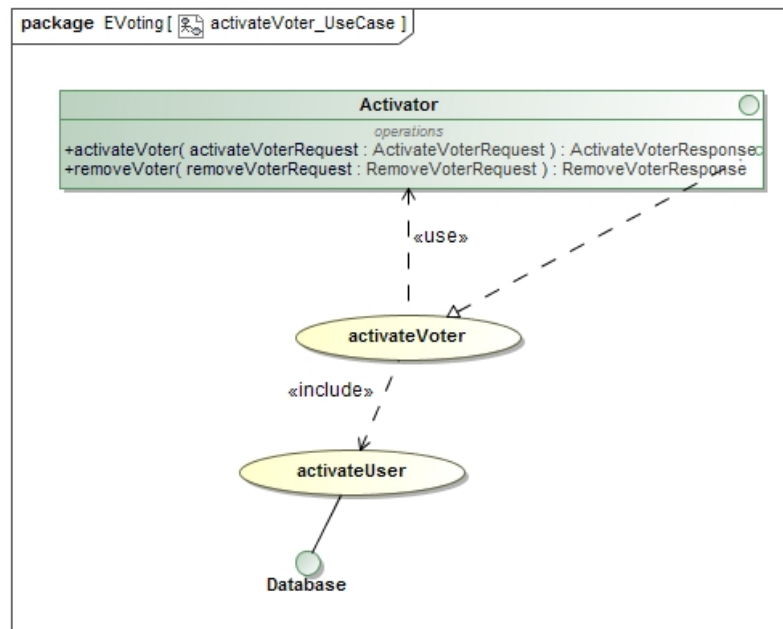 package EVoting [ activateVoter_UseCase ]
Activator
operations
+activateVoter( activateVoterRequest : ActivateVoterRequest ) : ActivateVoterResponse
+removeVoter( removeVoterRequest : RemoveVoterRequest ) : RemoveVoterResponse
«use»
activateVoter
«include»
activateUser
Database